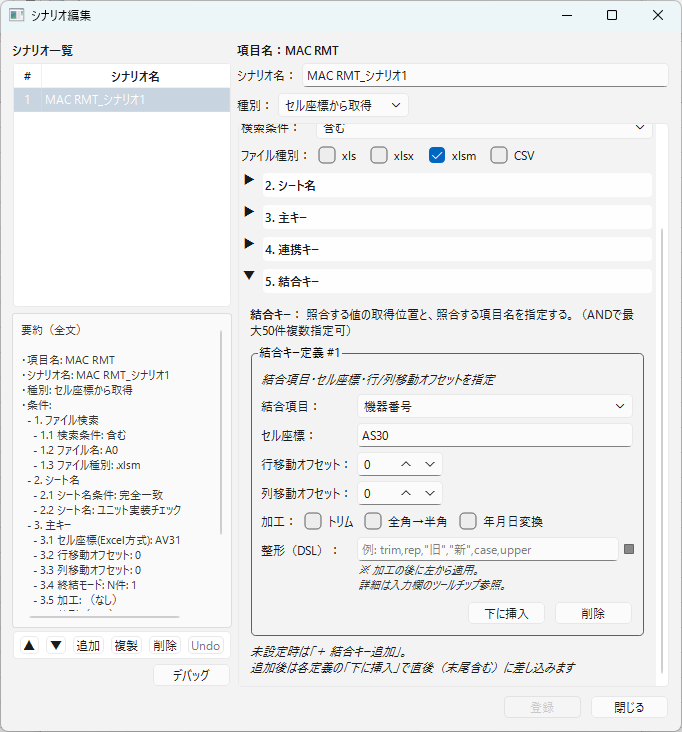 シナリオ編集
シナリオ一覧
# シナリオ名
1 MAC RMT_シナリオ1
要約（全文）
・項目名: MAC RMT
・シナリオ名: MAC RMT_シナリオ1
・種別: セル座標から取得
・条件:
- 1. ファイル検索
- 1.1 検索条件: 含む
- 1.2 ファイル名: A0
- 1.3 ファイル種別: .xlsm
- 2. シート名
- 2.1 シート名条件: 完全一致
- 2.2 シート名: ユニット実装チェック
- 3. 主キー
- 3.1 セル座標(Excel方式): AV31
- 3.2 行移動オフセット: 0
- 3.3 列移動オフセット: 0
- 3.4 終結モード: N件: 1
- 3.5 加工: （なし）
▲ ▼ 追加 複製 削除 Undo
デバッグ
項目名：MAC RMT
シナリオ名： MAC RMT_シナリオ1
種別： セル座標から取得
検索条件： 含む
ファイル種別： xls xlsx xlsm CSV
▶ 2. シート名
▶ 3. 主キー
▶ 4. 連携キー
▼ 5. 結合キー
結合キー： 照合する値の取得位置と、照合する項目名を指定する。（ANDで最
大50件複数指定可）
結合キー定義 #1
結合項目・セル座標・行/列移動オフセットを指定
結合項目： 機器番号
セル座標： AS30
行移動オフセット： 0
列移動オフセット： 0
加工： トリム 全角→半角 年月日変換
整形（DSL）： 例: trim,rep,"旧","新",case,upper
※ 加工の後に左から適用。
詳細は入力欄のツールチップ参照。
下に挿入 削除
未設定時は「＋ 結合キー追加」。
追加後は各定義の「下に挿入」で直後（末尾含む）に差し込みます
登録 閉じる